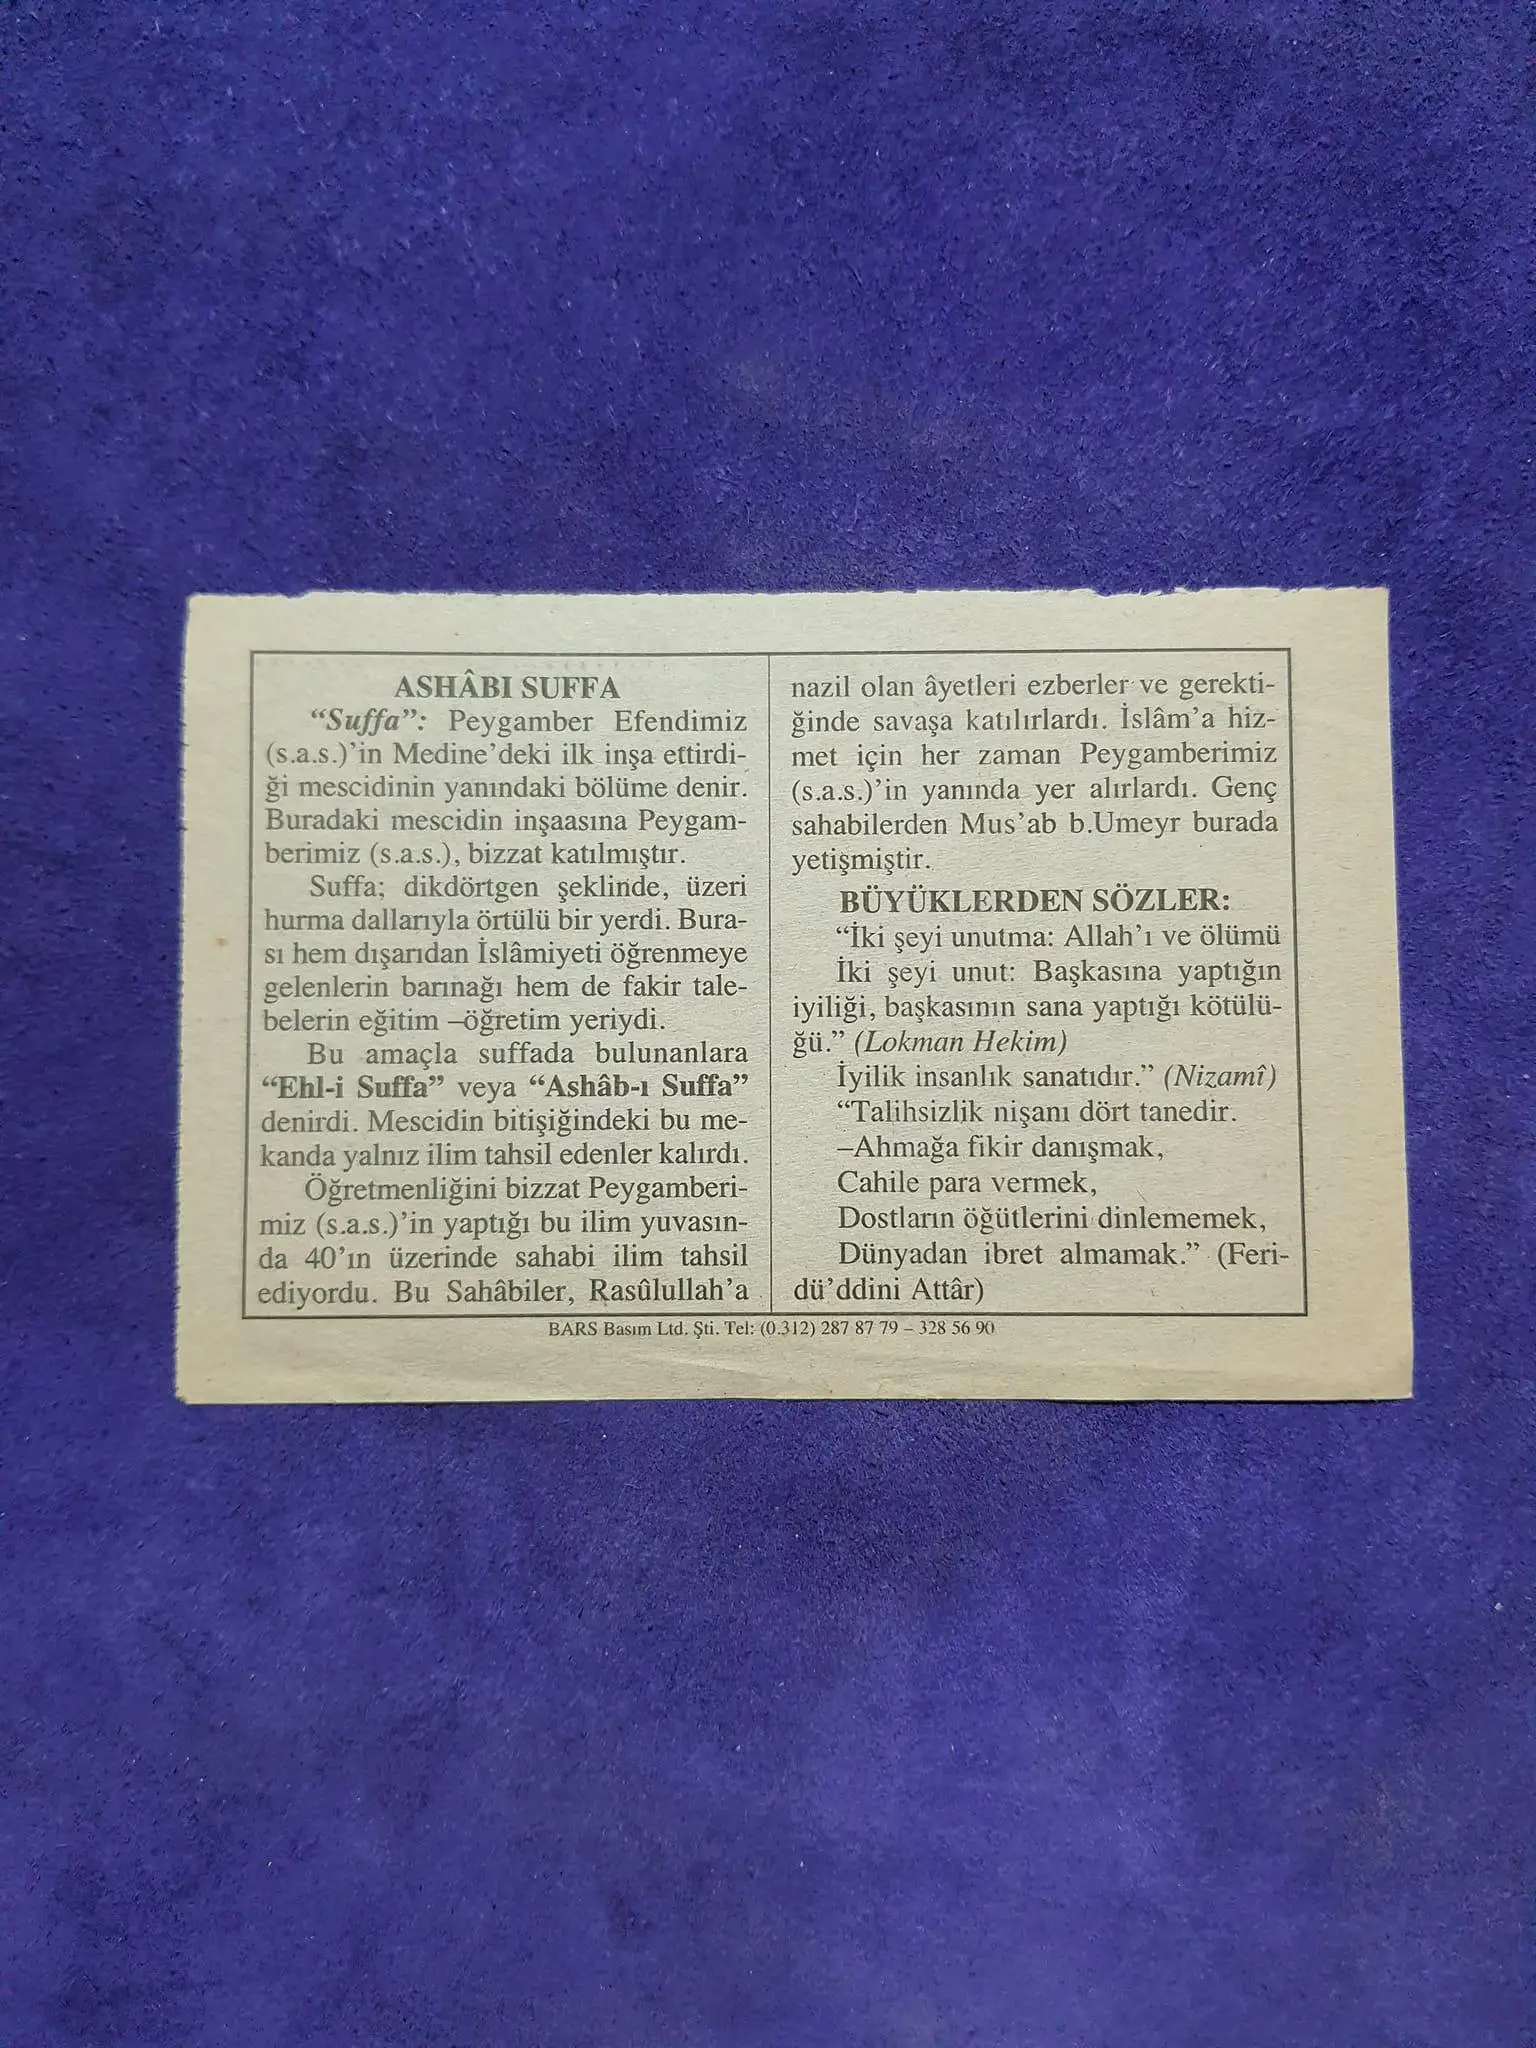 ASHÂBI SUFFA
“Suffa”: Peygamber Efendimiz
(s.a.s.)’in Medine’deki ilk inşa ettirdi-
ği mescidinin yanındaki bölüme denir.
Buradaki mescidin inşaasına Peygam-
berimiz (s.a.s.), bizzat katılmıştır.
Suffa; dikdörtgen şeklinde, üzeri
hurma dallarıyla örtülü bir yerdi. Bura-
sı hem dışarıdan İslâmiyeti öğrenmeye
gelenlerin barınağı hem de fakir tale-
belerin eğitim –öğretim yeriydi.
Bu amaçla suffada bulunanlara
“Ehl-i Suffa” veya “Ashâb-ı Suffa”
denirdi. Mescidin bitişiğindeki bu me-
kanda yalnız ilim tahsil edenler kalırdı.
Öğretmenliğini bizzat Peygamberi-
miz (s.a.s.)’in yaptığı bu ilim yuvasın-
da 40’ın üzerinde sahabi ilim tahsil
ediyordu. Bu Sahâbiler, Rasûlullah’a
nazil olan âyetleri ezberler ve gerekti-
ğinde savaşa katılırlardı. İslâm’a hiz-
met için her zaman Peygamberimiz
(s.a.s.)’in yanında yer alırlardı. Genç
sahabilerden Mus’ab b.Umeyr burada
yetişmiştir.
BÜYÜKLERDEN SÖZLER:
“İki şeyi unutma: Allah’ı ve ölümü
İki şeyi unut: Başkasına yaptığın
iyiliği, başkasının sana yaptığı kötülü-
ğü.” (Lokman Hekim)
İyilik insanlık sanatıdır.” (Nizamî)
“Talihsizlik nişanı dört tanedir.
–Ahmağa fikir danışmak,
Cahile para vermek,
Dostların öğütlerini dinlememek,
Dünyadan ibret almamak.” (Feri-
dü’ddini Attâr)
BARS Basım Ltd. Şti. Tel: (0.312) 287 87 79 – 328 56 90